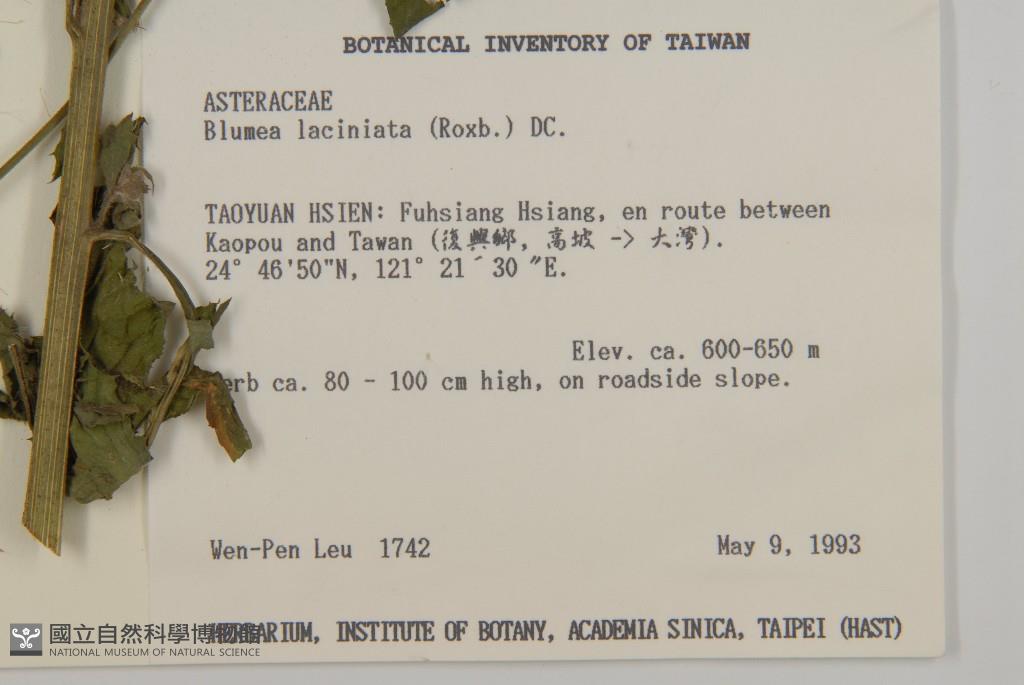 BOTANICAL INVENTORY OF TAIWAN
ASTERACEAE
Blumea laciniata (Roxb.) DC.
TAOYUAN HSIEN: Fuhsiang Hsiang, en route between
Kaopou and Tawan (復興鄉, 高坡 ->大灣).
24° 46'50"N, 121° 21´30 ″E.
Elev. ca. 600-650 m
erb ca. 80 - 100 cm high, on roadside slope.
Wen-Pen Leu 1742
May 9, 1993
HERBARIUM, INSTITUTE OF BOTANY, ACADEMIA SINICA, TAIPEI (HAST)
國立自然科學博物館
NATIONAL MUSEUM OF NATURAL SCIENCE